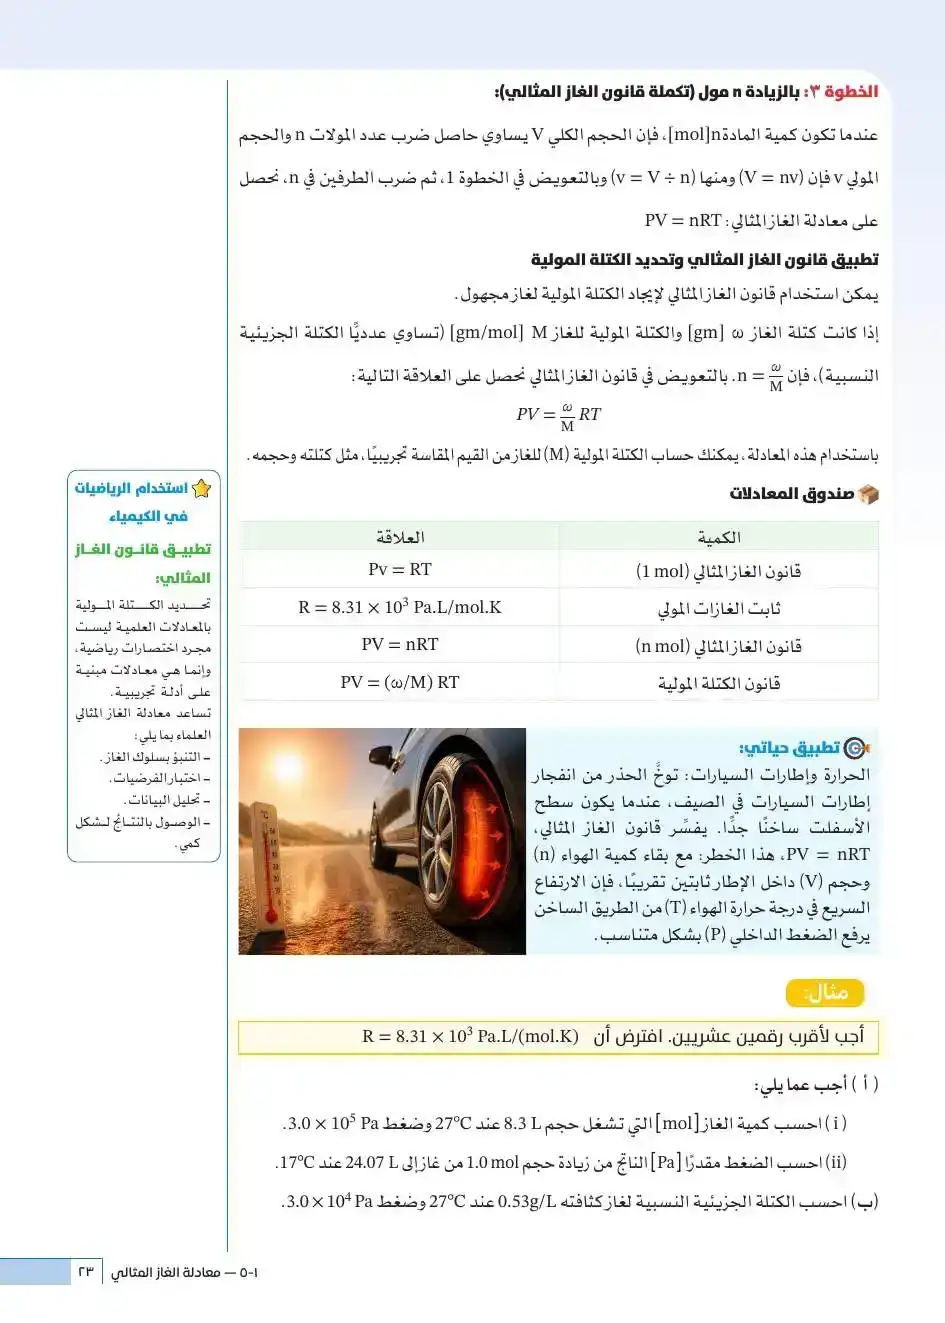 الخطوة ٣: بالزيادة n مول (تكملة قانون الغاز المثالي):
عندما تكون كمية المادة n[mol]، فإن الحجم الكلي V يساوي حاصل ضرب عدد المولات n والحجم
المولي v فإن (V = nv) ومنها (v = V ÷ n) وبالتعويض في الخطوة 1، ثم ضرب الطرفين في n، نحصل
على معادلة الغاز المثالي: PV = nRT
تطبيق قانون الغاز المثالي وتحديد الكتلة المولية
يمكن استخدام قانون الغاز المثالي لإيجاد الكتلة المولية لغاز مجهول.
إذا كانت كتلة الغاز ω [gm] والكتلة المولية للغاز M [gm/mol] (تساوي عدديًا الكتلة الجزيئية
النسبية)، فإن n = ω/M. بالتعويض في قانون الغاز المثالي نحصل على العلاقة التالية:
PV = ω/M RT
باستخدام هذه المعادلة، يمكنك حساب الكتلة المولية (M) للغاز من القيم المقاسة تجريبيًا، مثل كتلته وحجمه.
صندوق المعادلات
الكمية العلاقة
قانون الغاز المثالي (1 mol) Pv = RT
ثابت الغازات المولي R = 8.31 × 10³ Pa.L/mol.K
قانون الغاز المثالي (n mol) PV = nRT
قانون الكتلة المولية PV = (ω/M) RT
استخدام الرياضيات
في الكيمياء
تطبيق قانون الغاز
المثالي:
تحديد الكتلة المولية
بالمعادلات العلمية ليست
مجرد اختصارات رياضية،
وإنما هي معادلات مبنية
على أدلة تجريبية.
تساعد معادلة الغاز المثالي
العلماء بما يلي:
- التنبؤ بسلوك الغاز.
- اختبار الفرضيات.
- تحليل البيانات.
- الوصول بالنتائج لشكل
كمي.
تطبيق حياتي:
الحرارة وإطارات السيارات: توخَّ الحذر من انفجار
إطارات السيارات في الصيف، عندما يكون سطح
الأسفلت ساخنًا جدًا. يفسّر قانون الغاز المثالي،
PV = nRT، هذا الخطر: مع بقاء كمية الهواء (n)
وحجم (V) داخل الإطار ثابتين تقريبًا، فإن الارتفاع
السريع في درجة حرارة الهواء (T) من الطريق الساخن
يرفع الضغط الداخلي (P) بشكل متناسب.
مثال:
أجب لأقرب رقمين عشريين. افترض أن R = 8.31 × 10³ Pa.L/(mol.K)
(أ) أجب عما يلي:
(i) احسب كمية الغاز [mol] التي تشغل حجم 8.3 L عند 27°C وضغط 3.0 × 10⁵ Pa.
(ii) احسب الضغط مقدرًا [Pa] الناتج من زيادة حجم 1.0 mol من غاز إلى 24.07 L عند 17°C.
(ب) احسب الكتلة الجزيئية النسبية لغاز كثافته 0.53g/L عند 27°C وضغط 3.0 × 10⁴ Pa.
١-٥ — معادلة الغاز المثالي ٢٣